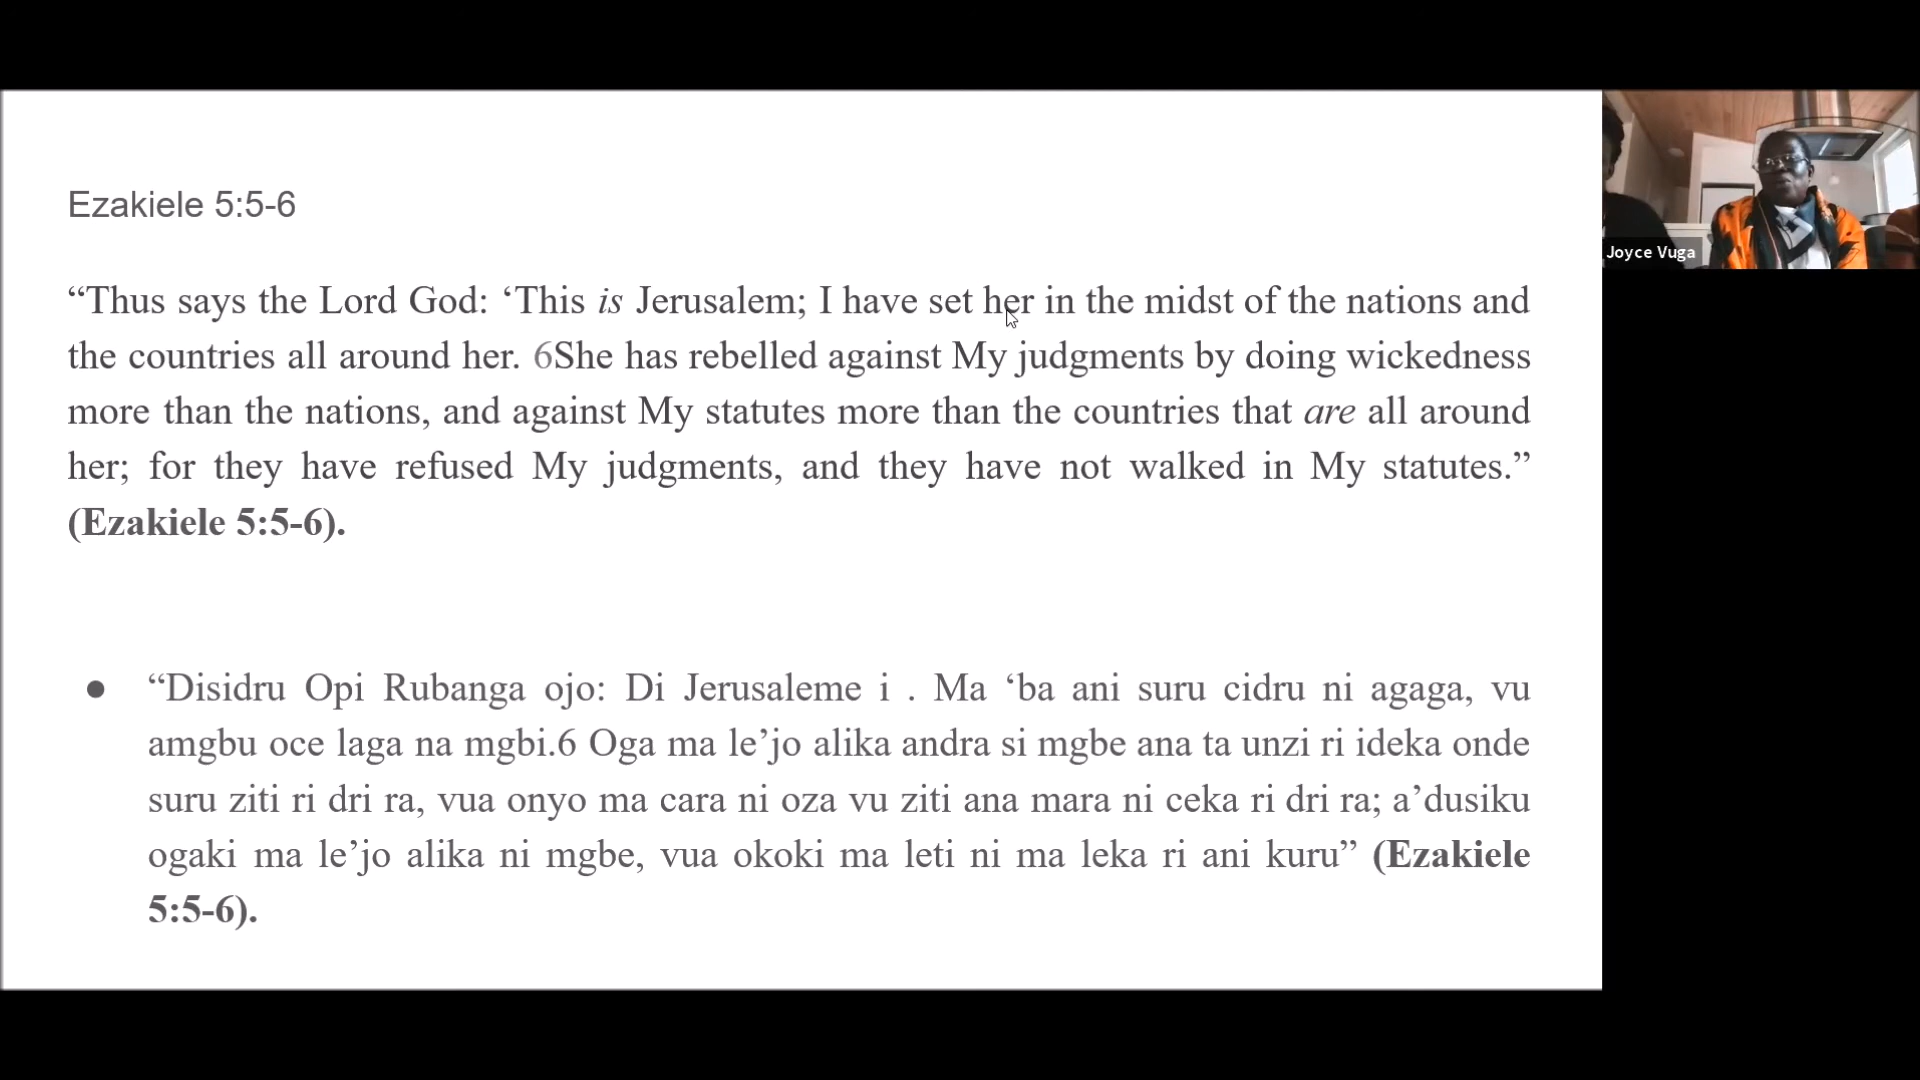 Ezakiele 5:5-6
“Thus says the Lord God: ‘This is Jerusalem; I have set her in the midst of the nations and
the countries all around her. 6She has rebelled against My judgments by doing wickedness
more than the nations, and against My statutes more than the countries that are all around
her; for they have refused My judgments, and they have not walked in My statutes.”
(Ezakiele 5:5-6).
● “Disidru Opi Rubanga ojo: Di Jerusaleme i . Ma ‘ba ani suru cidru ni agaga, vu
amgbu oce laga na mgbi.6 Oga ma le’jo alika andra si mgbe ana ta unzi ri ideka onde
suru ziti ri dri ra, vua onyo ma cara ni oza vu ziti ana mara ni ceka ri dri ra; a’dusiku
ogaki ma le’jo alika ni mgbe, vua okoki ma leti ni ma leka ri ani kuru” (Ezakiele
5:5-6).
Joyce Vuga